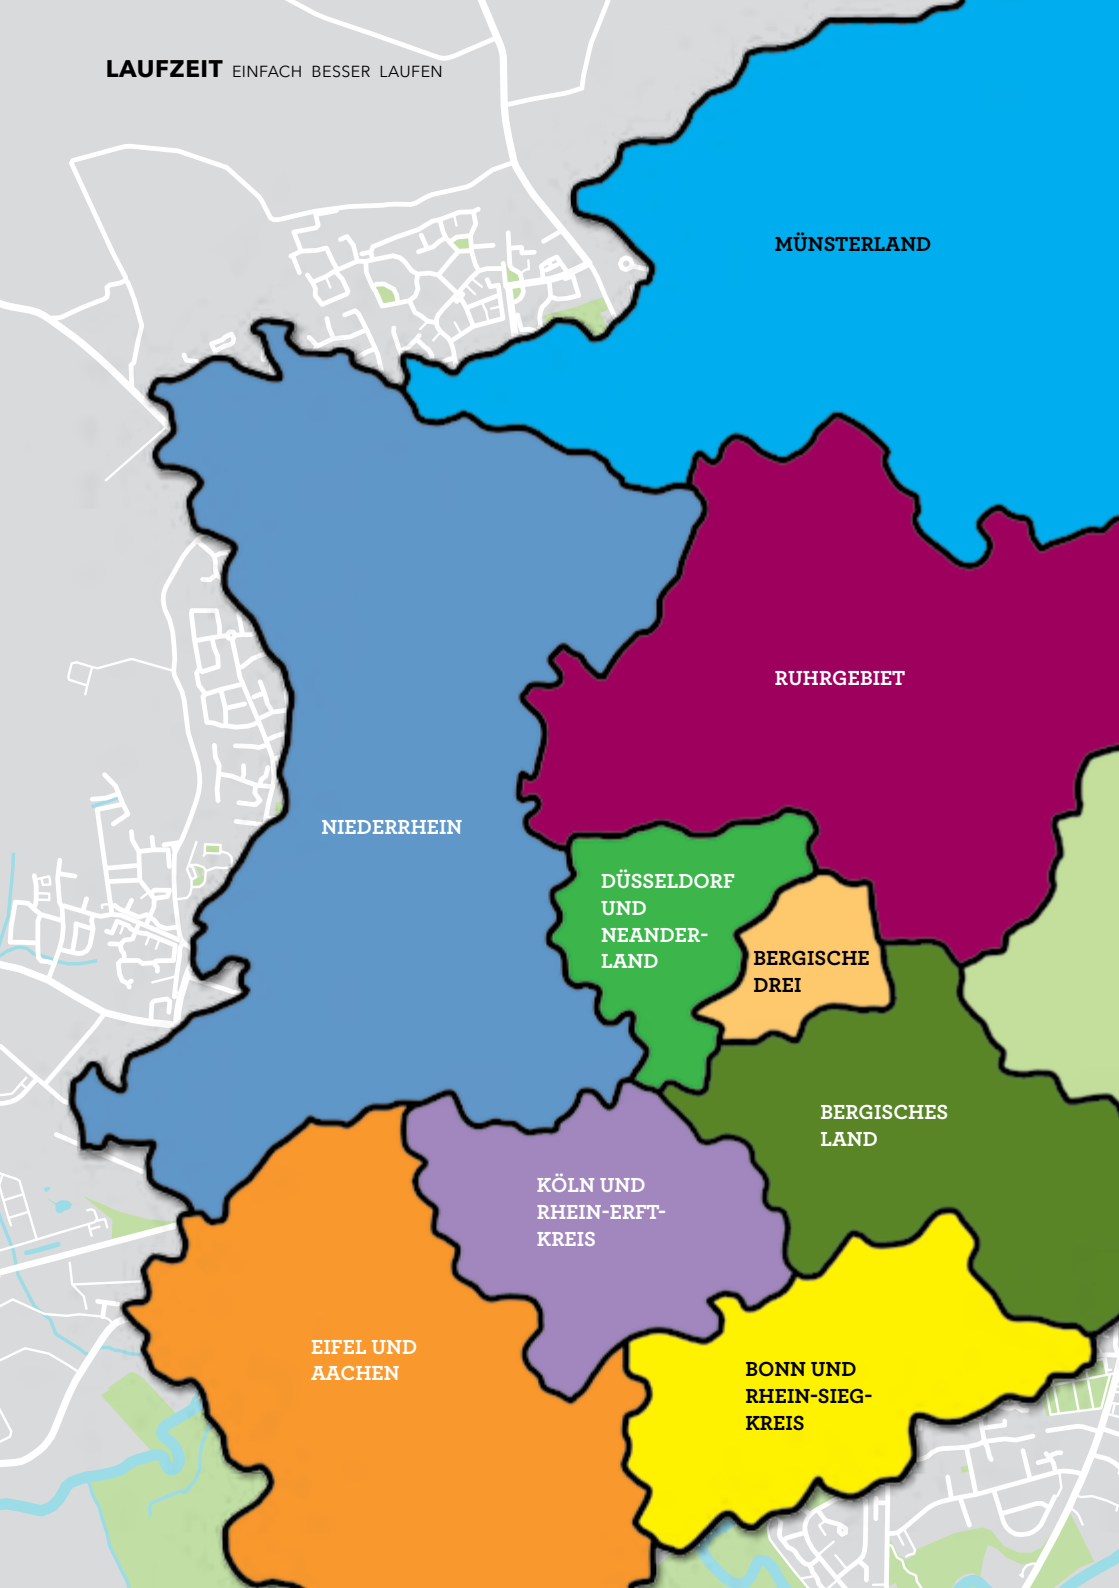 LAUFZEIT EINFACH BESSER LAUFEN
MÜNSTERLAND
RUHRGEBIET
NIEDERRHEIN
DÜSSELDORF
UND
NEANDER-
LAND
BERGISCHE
DREI
BERGISCHES
LAND
KÖLN UND
RHEIN-ERFT-
KREIS
EIFEL UND
AACHEN
BONN UND
RHEIN-SIEG-
KREIS